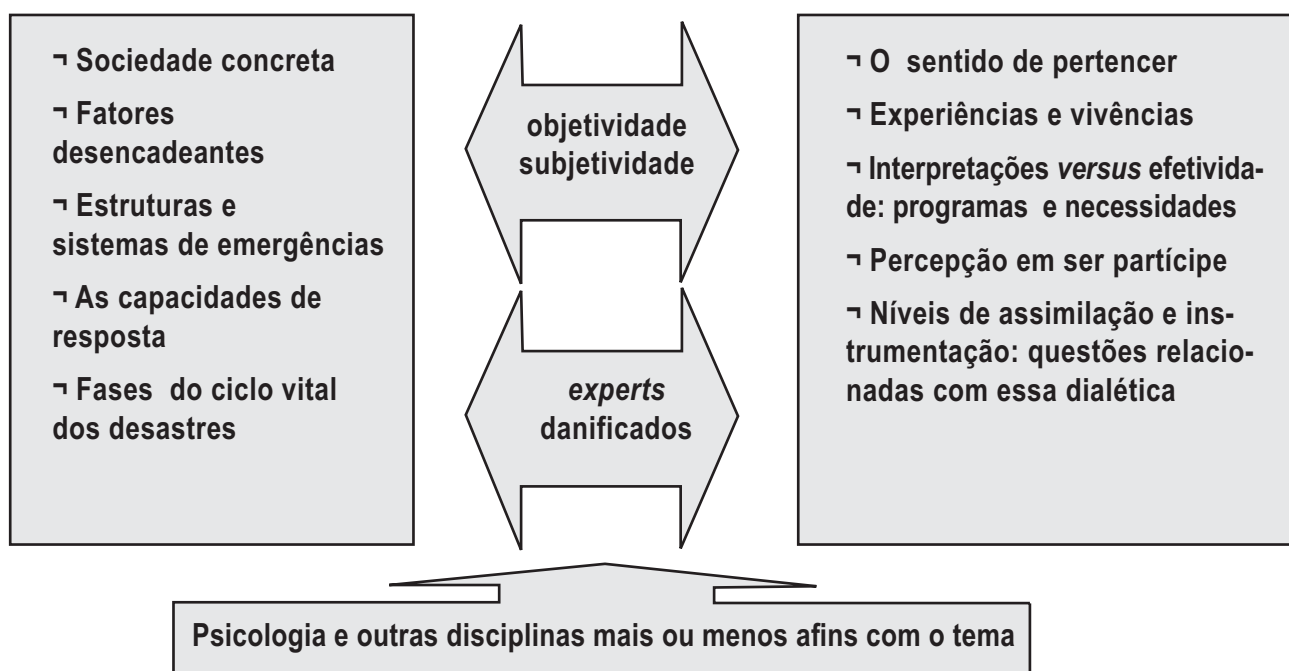 ¬ Sociedade concreta
¬ Fatores
desencadeantes
¬ Estruturas e
sistemas de emergências
¬ As capacidades de
resposta
¬ Fases do ciclo vital
dos desastres
objetividade
subjetividade
experts
danificados
¬ O sentido de pertencer
¬ Experiências e vivências
¬ Interpretações versus efetivida-
de: programas e necessidades
¬ Percepção em ser partícipe
¬ Níveis de assimilação e ins-
trumentação: questões relacio-
nadas com essa dialética
Psicologia e outras disciplinas mais ou menos afins com o tema